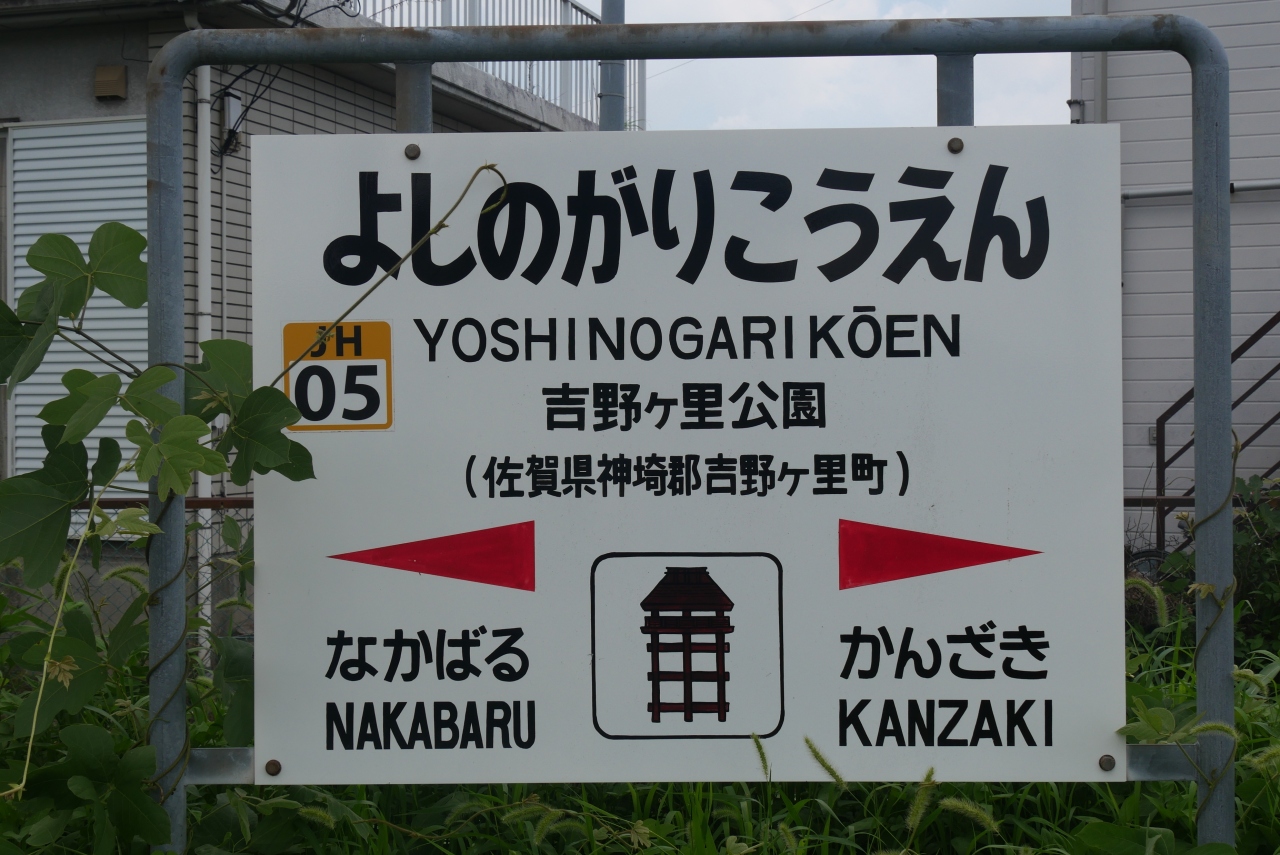 よしのがりこうえん
JH
05
YOSHINOGARIKŌEN
吉野ヶ里公園
(佐賀県神埼郡吉野ヶ里町)
なかばる
NAKABARU
かんざき
KANZAKI